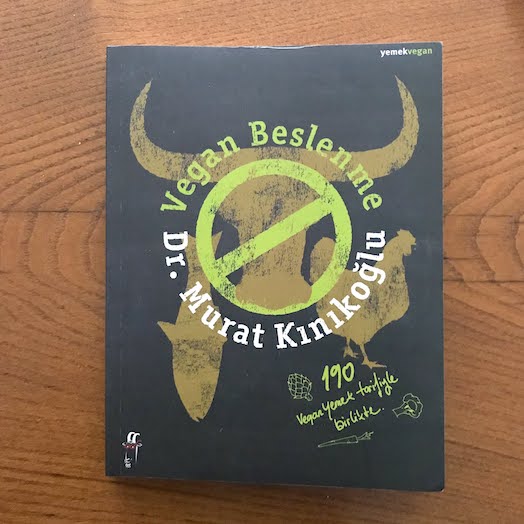 yemekvegan
Vegan Beslenme
Dr. Murat Kınıkoğlu
190
Vegan yemek tarifiyle
birlikte.